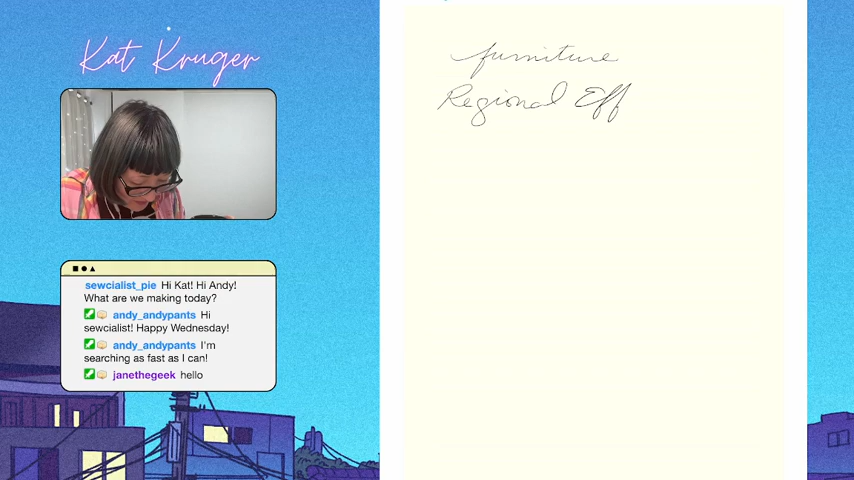 Kat Kruger
furniture
Regional Eff
sewcialist_pie Hi Kat! Hi Andy!
What are we making today?
andy_andypants Hi
sewcialist! Happy Wednesday!
andy_andypants I'm
searching as fast as I can!
janethegeek hello